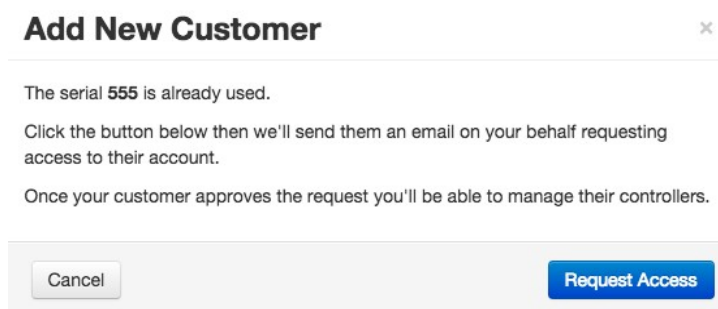 Add New Customer
×
The serial 555 is already used.
Click the button below then we'll send them an email on your behalf requesting
access to their account.
Once your customer approves the request you'll be able to manage their controllers.
Cancel
Request Access